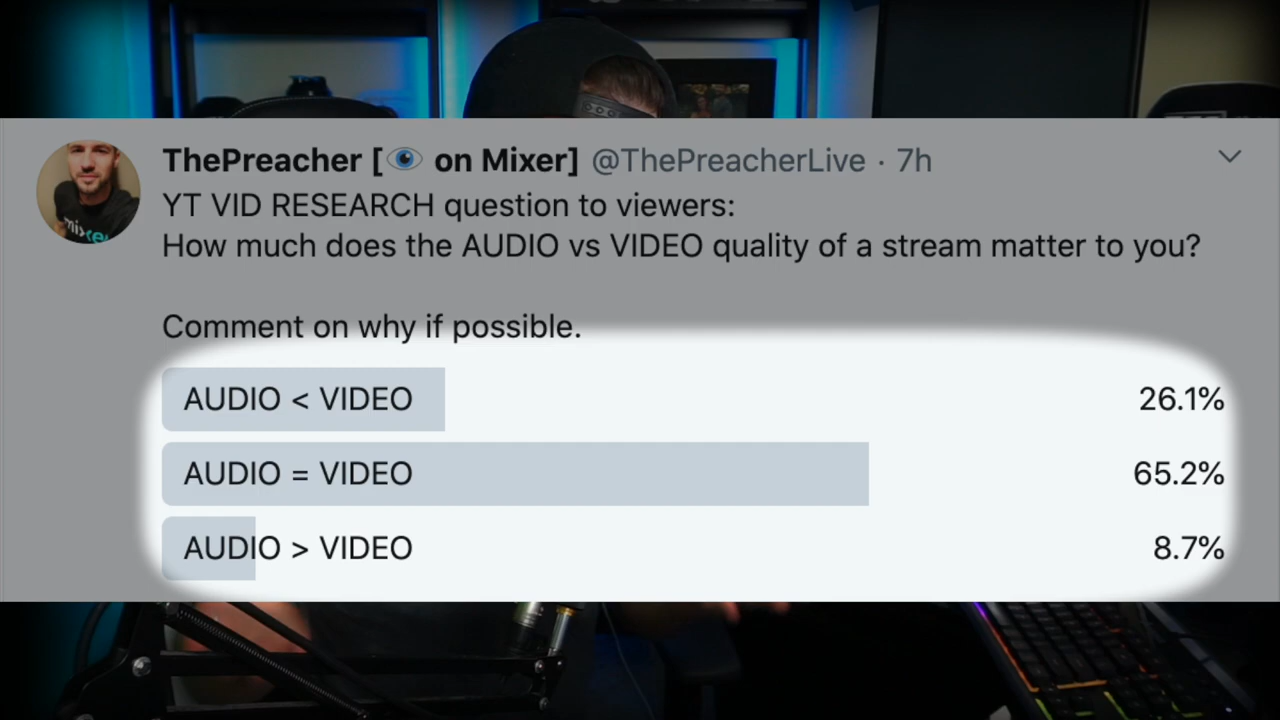 ThePreacher [👁 on Mixer] @ThePreacherLive · 7h
YT VID RESEARCH question to viewers:
How much does the AUDIO vs VIDEO quality of a stream matter to you?
Comment on why if possible.
AUDIO < VIDEO 26.1%
AUDIO = VIDEO 65.2%
AUDIO > VIDEO 8.7%